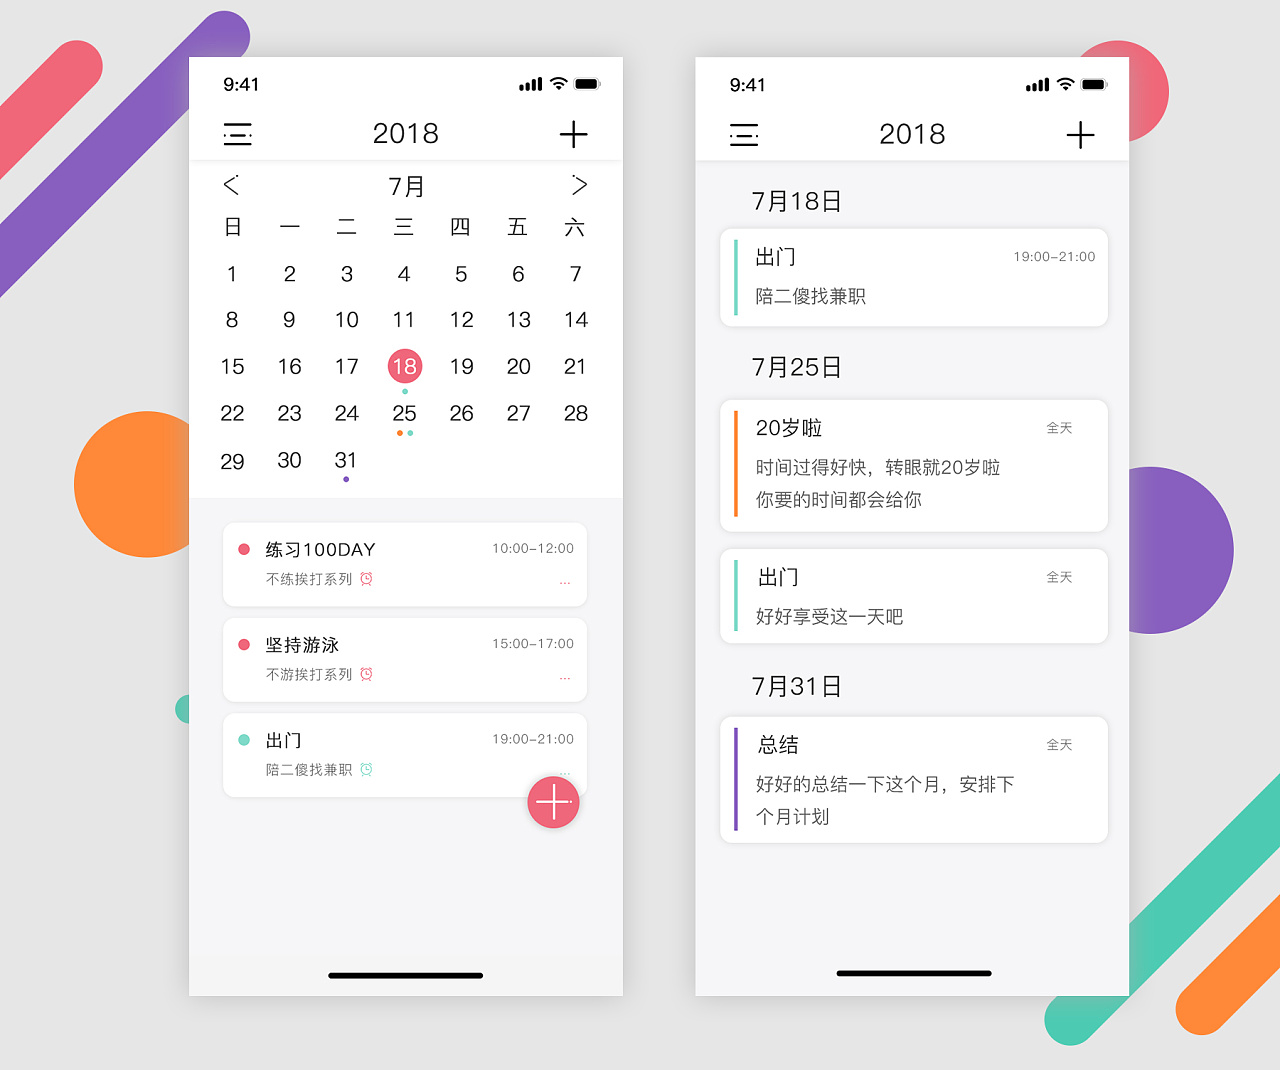 9:41
2018
7月
日 一 二 三 四 五 六
1 2 3 4 5 6 7
8 9 10 11 12 13 14
15 16 17 18 19 20 21
22 23 24 25 26 27 28
29 30 31
练习100DAY 10:00-12:00
不练挨打系列 ...
坚持游泳 15:00-17:00
不游挨打系列 ...
出门 19:00-21:00
陪二傻找兼职 ...
9:41
2018
7月18日
出门 19:00-21:00
陪二傻找兼职
7月25日
20岁啦 全天
时间过得好快，转眼就20岁啦
你要的时间都会给你
出门 全天
好好享受这一天吧
7月31日
总结 全天
好好的总结一下这个月，安排下
个月计划